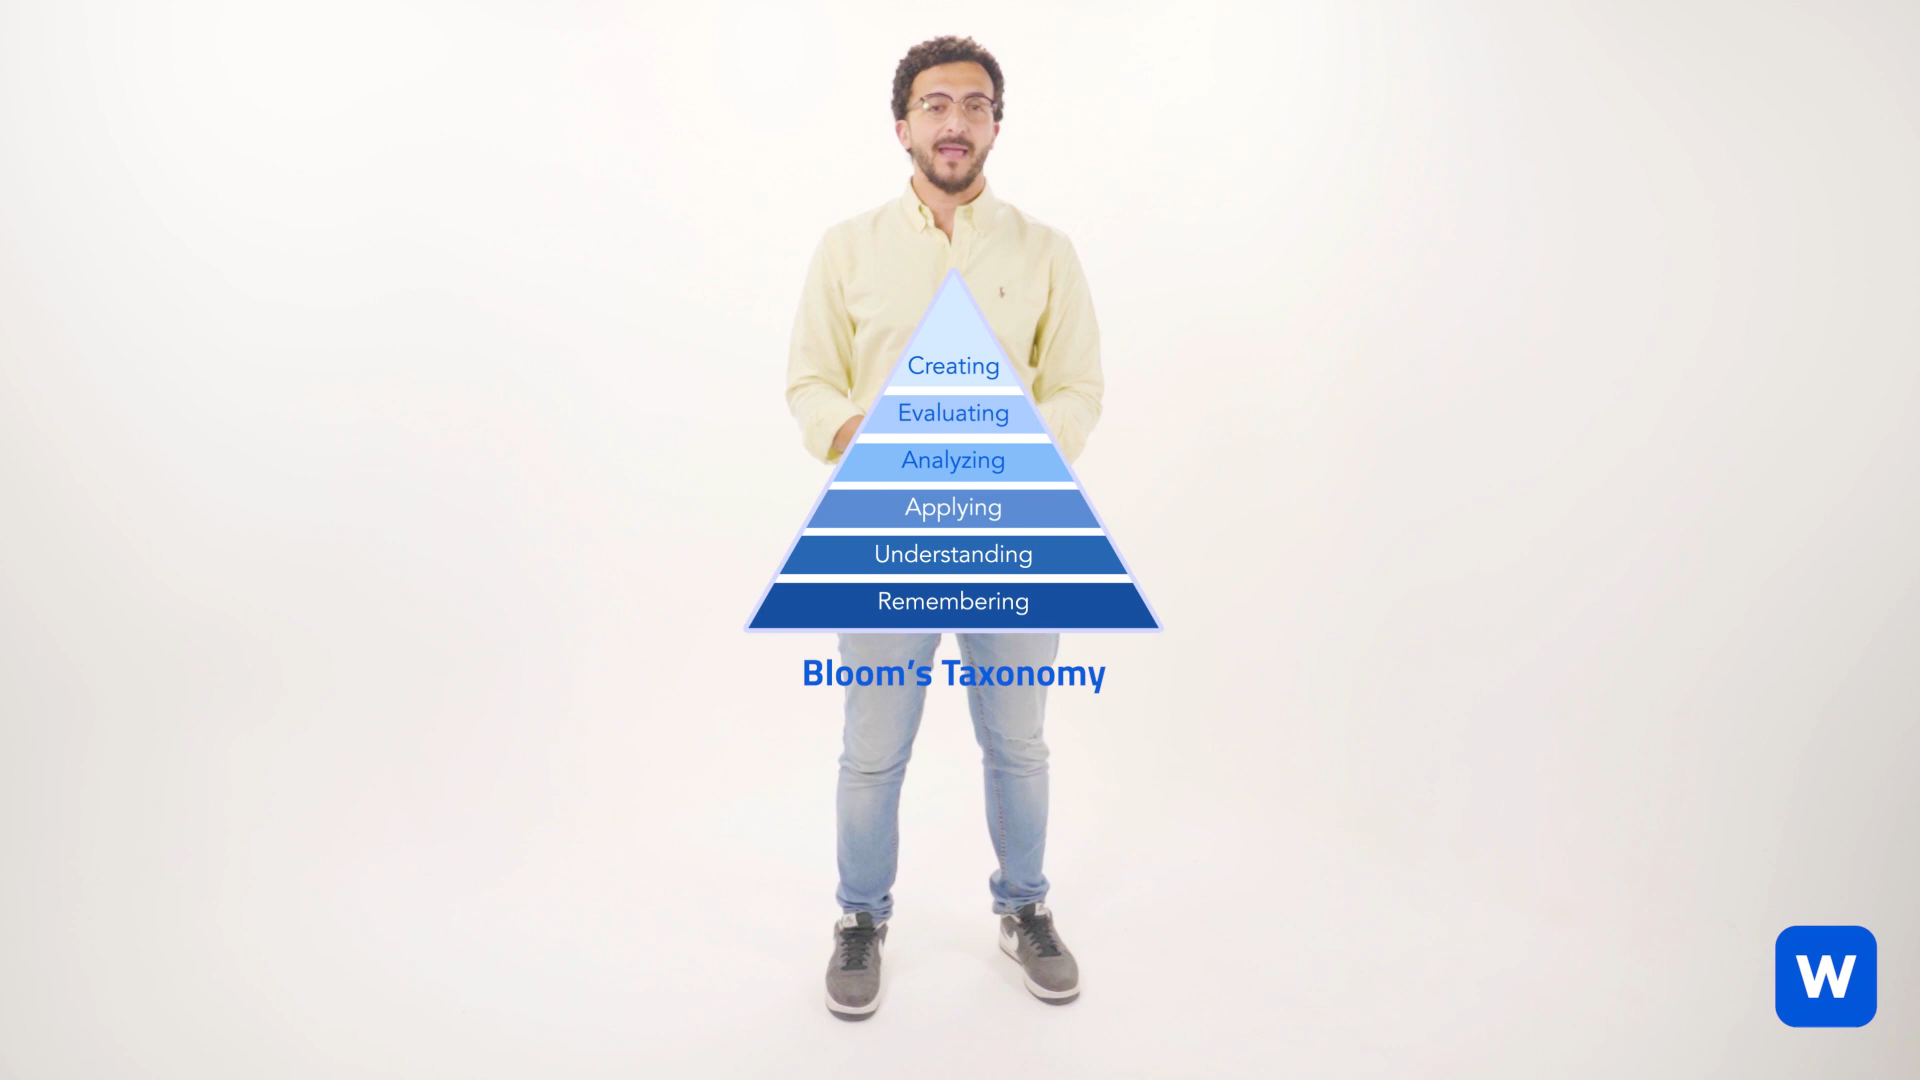 Creating
Evaluating
Analyzing
Applying
Understanding
Remembering
Bloom's Taxonomy
W